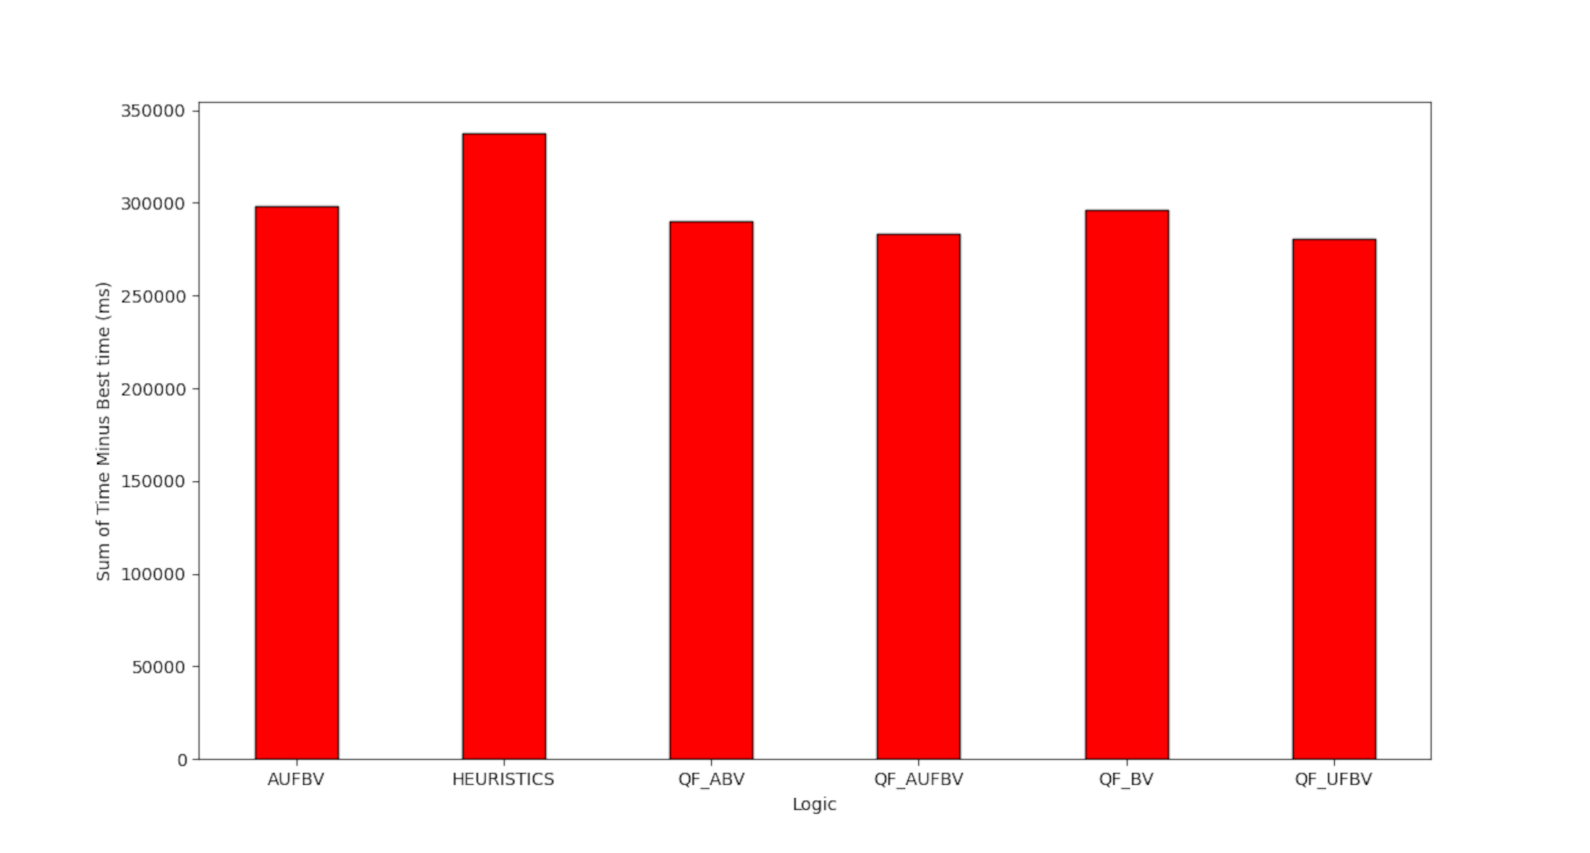 350000
300000
250000
200000
150000
100000
50000
0
Sum of Time Minus Best time (ms)
AUFBV HEURISTICS QF_ABV QF_AUFBV QF_BV QF_UFBV
Logic